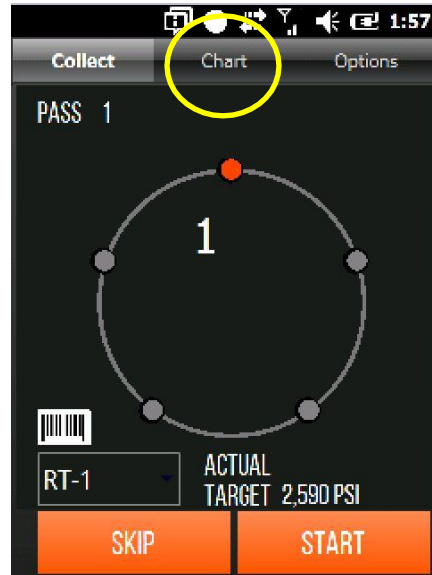 1:57
Collect Chart Options
PASS 1
1
RT-1
ACTUAL
TARGET 2,590 PSI
SKIP START